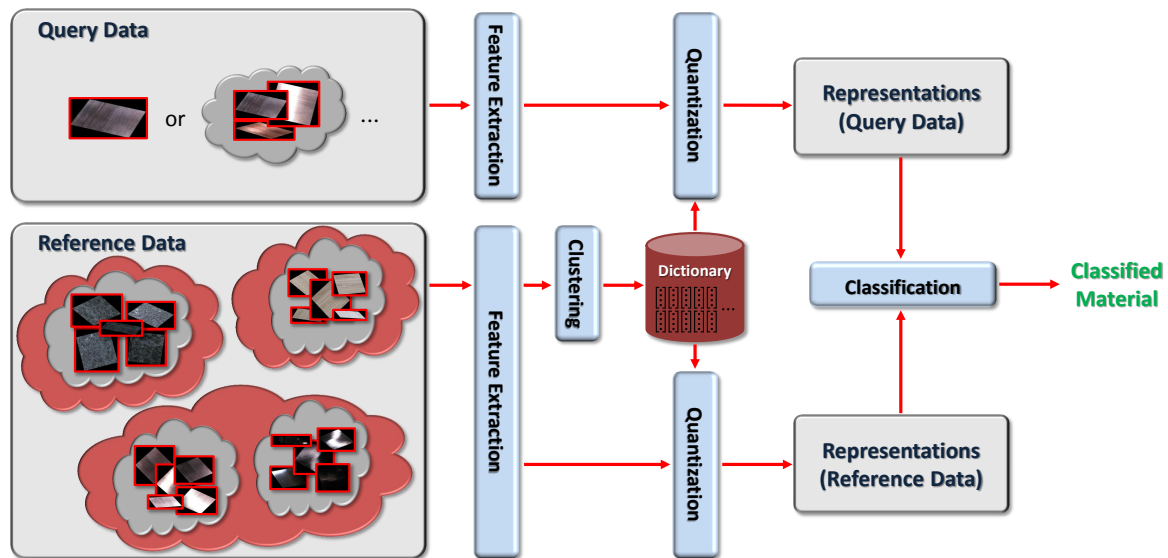 Query Data
or
...
Feature Extraction
Quantization
Representations
(Query Data)
Reference Data
Feature Extraction
Clustering
Dictionary
...
Quantization
Classification
Classified
Material
Representations
(Reference Data)